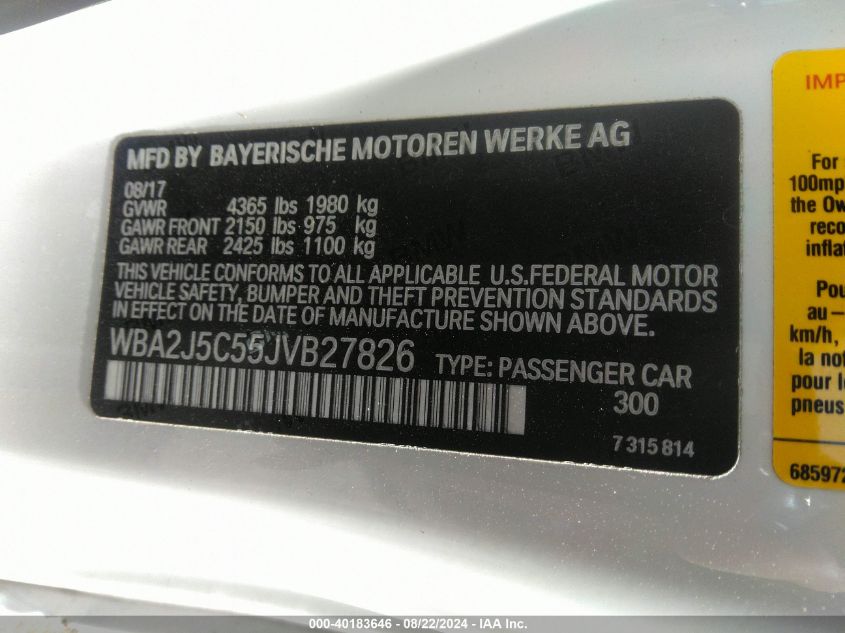 MFD BY BAYERISCHE MOTOREN WERKE AG
08/17
GVWR 4365 lbs 1980 kg
GAWR FRONT 2150 lbs 975 kg
GAWR REAR 2425 lbs 1100 kg
THIS VEHICLE CONFORMS TO ALL APPLICABLE U.S.FEDERAL MOTOR
VEHICLE SAFETY, BUMPER AND THEFT PREVENTION STANDARDS
IN EFFECT ON THE DATE OF MANUFACTURE SHOWN ABOVE.
WBA2J5C55JVB27826 TYPE: PASSENGER CAR
300
7 315 814
IMP
For
100mp
the Ow
reco
inflat
Pou
au —
km/h,
la not
pour l
pneus
685972
000-40183646 - 08/22/2024 - IAA Inc.